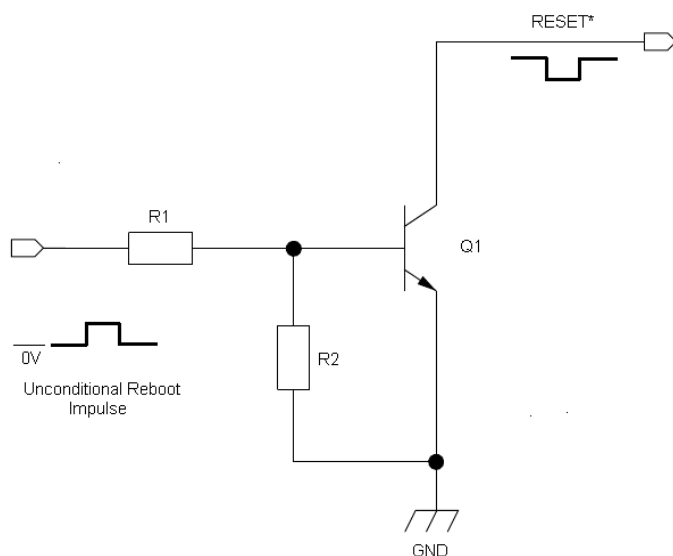 RESET*
R1
Q1
R2
0V
Unconditional Reboot
Impulse
GND